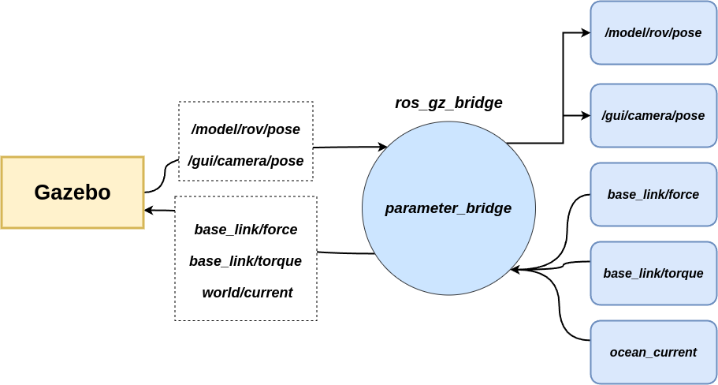 Gazebo
/model/rov/pose
/gui/camera/pose
base_link/force
base_link/torque
world/current
ros_gz_bridge
parameter_bridge
/model/rov/pose
/gui/camera/pose
base_link/force
base_link/torque
ocean_current